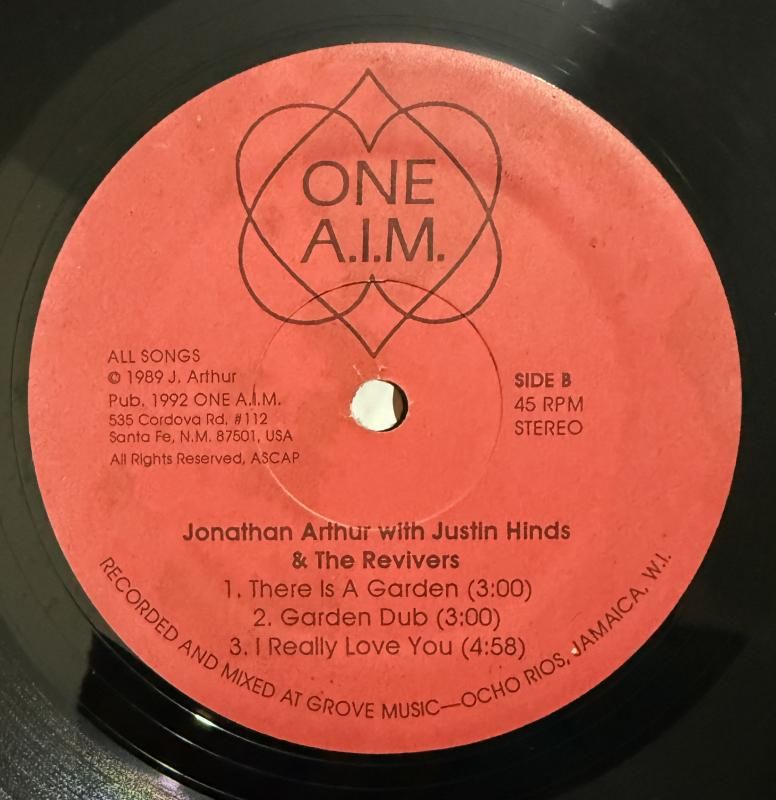 ONE
A.I.M.
ALL SONGS
© 1989 J. Arthur
Pub. 1992 ONE A.I.M.
535 Cordova Rd, #112
Santa Fe, N.M. 87501, USA
All Rights Reserved, ASCAP
SIDE B
45 RPM
STEREO
Jonathan Arthur with Justin Hinds
& The Revivers
1. There Is A Garden (3:00)
2. Garden Dub (3:00)
3. I Really Love You (4:58)
RECORDED AND MIXED AT GROVE MUSIC—OCHO RIOS, JAMAICA, W.I.